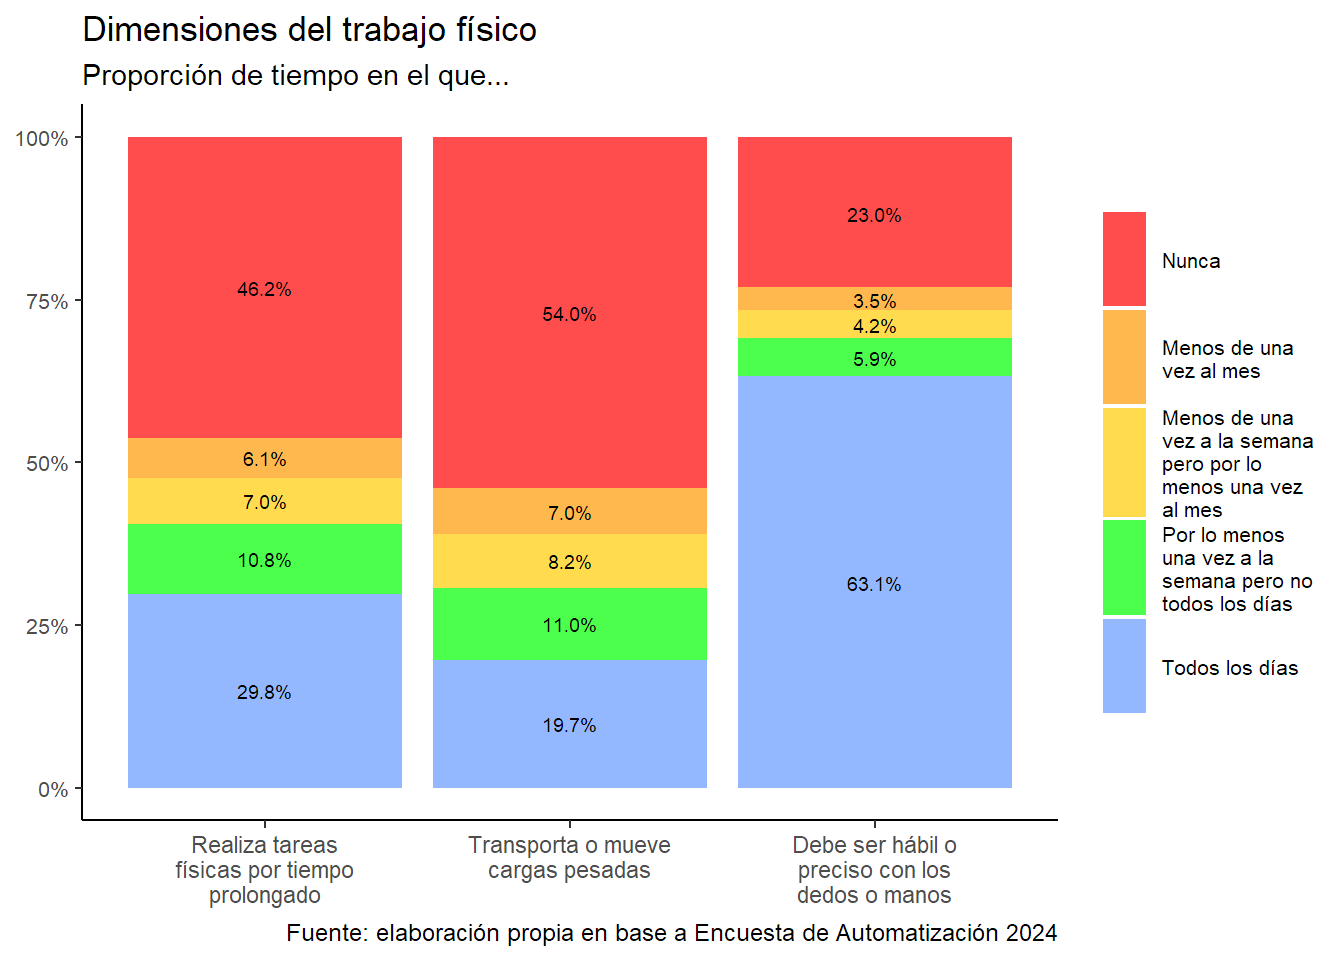 Dimensiones del trabajo físico
Proporción de tiempo en el que...
100%
75%
50%
25%
0%
46.2%
6.1%
7.0%
10.8%
29.8%
54.0%
7.0%
8.2%
11.0%
19.7%
23.0%
3.5%
4.2%
5.9%
63.1%
Realiza tareas
físicas por tiempo
prolongado
Transporta o mueve
cargas pesadas
Debe ser hábil o
preciso con los
dedos o manos
Nunca
Menos de una
vez al mes
Menos de una
vez a la semana
pero por lo
menos una vez
al mes
Por lo menos
una vez a la
semana pero no
todos los días
Todos los días
Fuente: elaboración propia en base a Encuesta de Automatización 2024